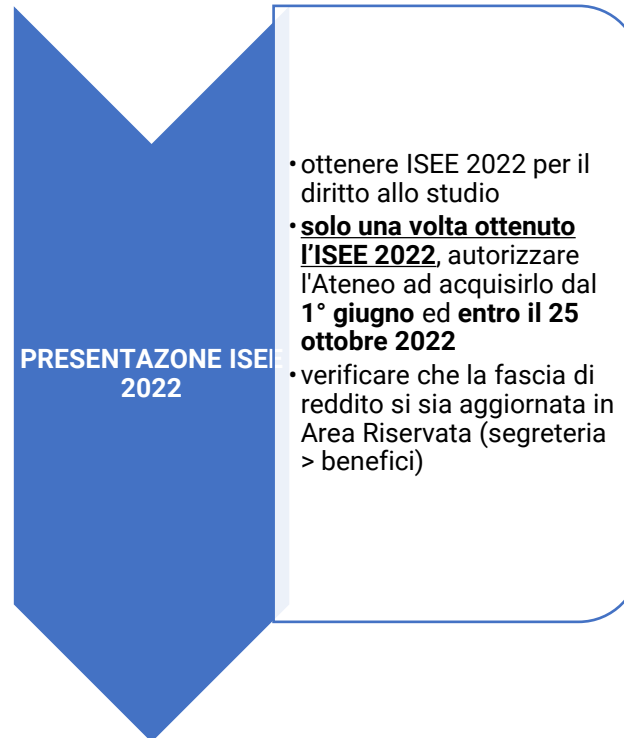 PRESENTAZONE ISEE
2022
• ottenere ISEE 2022 per il
diritto allo studio
• solo una volta ottenuto
l'ISEE 2022, autorizzare
l'Ateneo ad acquisirlo dal
1° giugno ed entro il 25
ottobre 2022
• verificare che la fascia di
reddito si sia aggiornata in
Area Riservata (segreteria
> benefici)